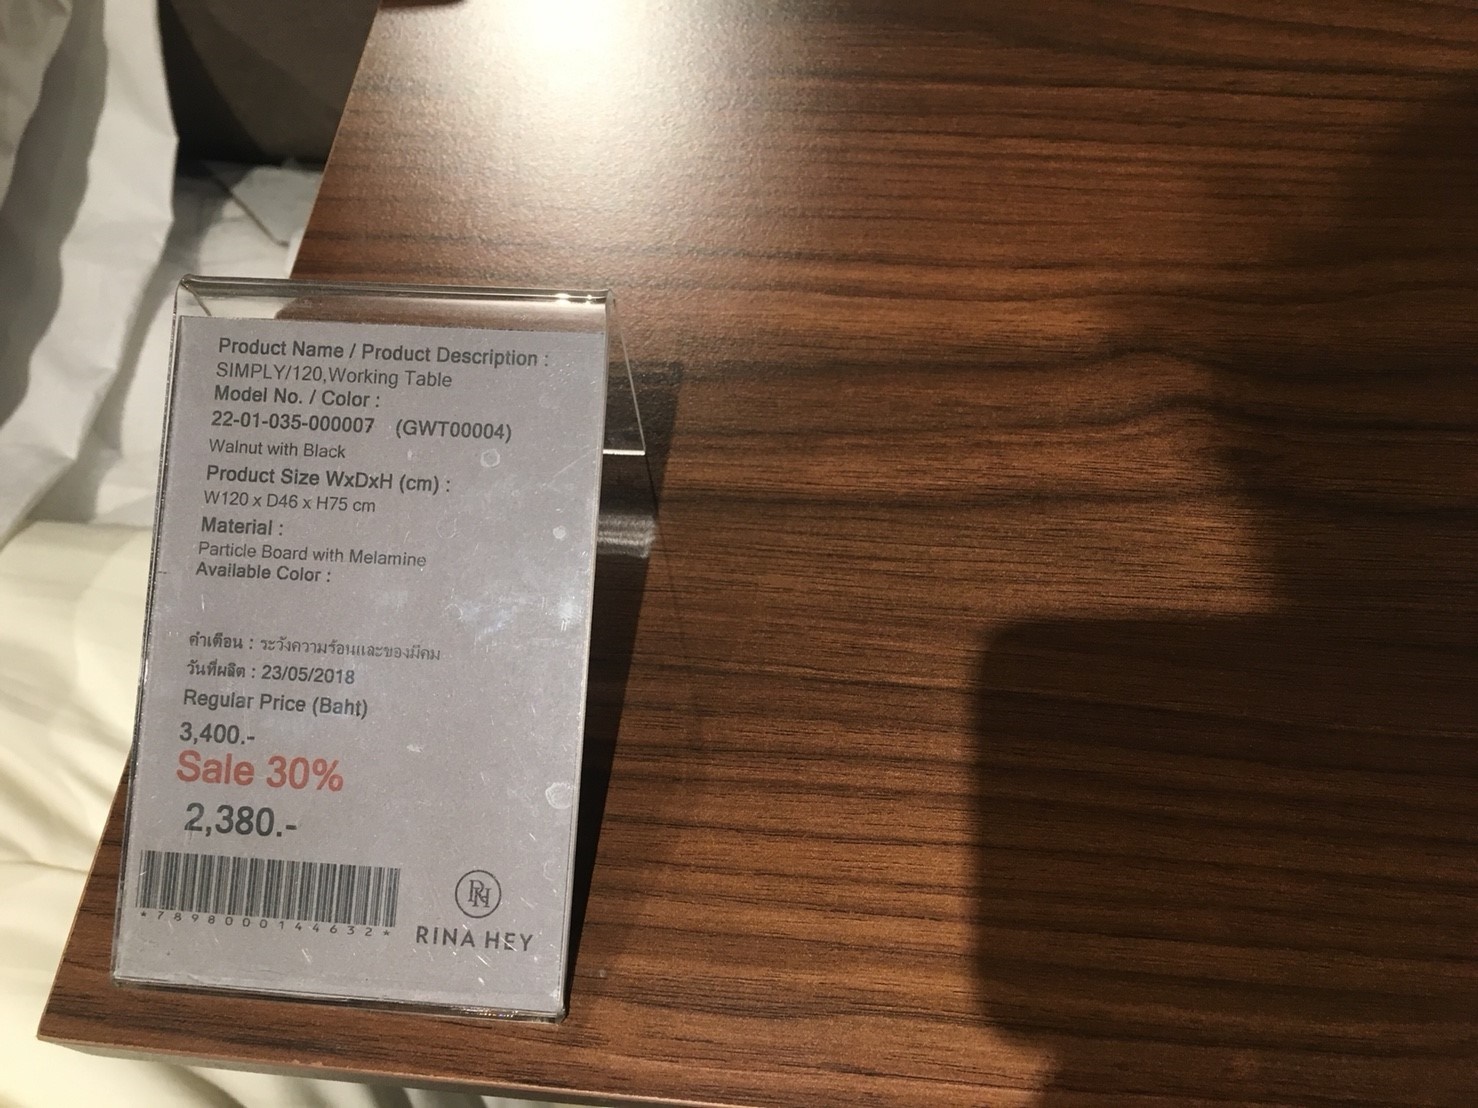 Product Name / Product Description :
SIMPLY/120,Working Table
Model No. / Color :
22-01-035-000007 (GWT00004)
Walnut with Black
Product Size WxDxH (cm) :
W120 x D46 x H75 cm
Material :
Particle Board with Melamine
Available Color :
คำเตือน : ระวังความร้อนและของมีคม
วันที่ผลิต : 23/05/2018
Regular Price (Baht)
3,400.-
Sale 30%
2,380.-
*7898000144632*
RH
RINA HEY